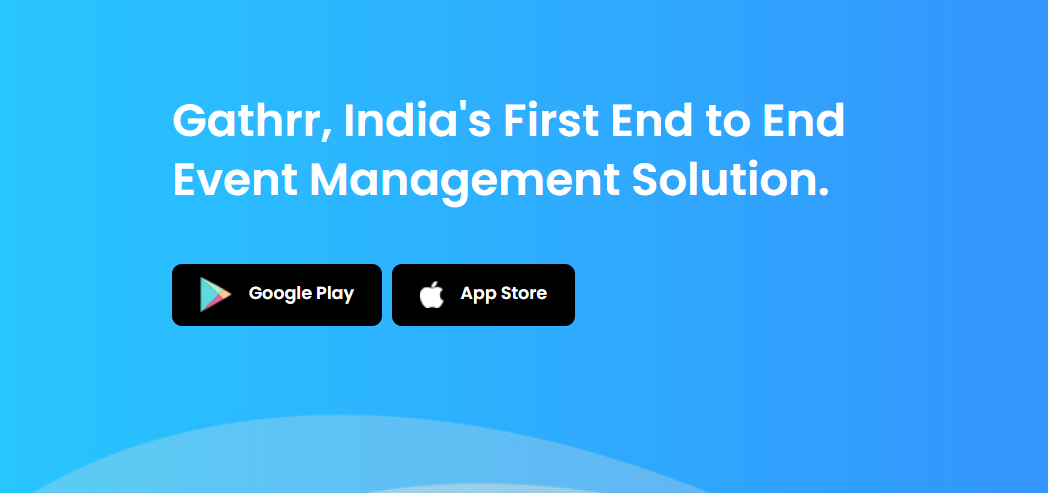 Gathrr, India's First End to End
Event Management Solution.
Google Play
App Store